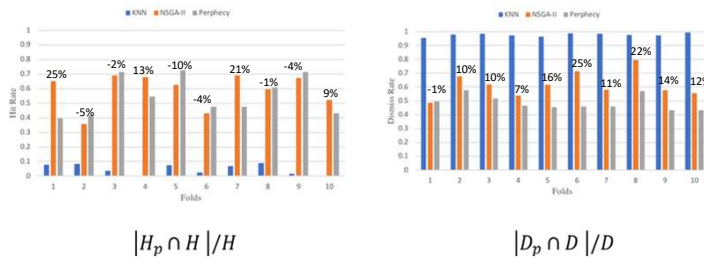 KNN NSGA-II Perphecy
Hit Rate
1
0.9
0.8
0.7
0.6
0.5
0.4
0.3
0.2
0.1
0
25% -5% -2% 13% -10% -4% 21% -1% -4% 9%
1 2 3 4 5 6 7 8 9 10
Folds
|Hₚ ∩ H |/H
KNN NSGA-II Perphecy
Dismiss Rate
1
0.9
0.8
0.7
0.6
0.5
0.4
0.3
0.2
0.1
0
-1% 10% 10% 7% 16% 25% 11% 22% 14% 12%
1 2 3 4 5 6 7 8 9 10
Folds
|Dₚ ∩ D |/D